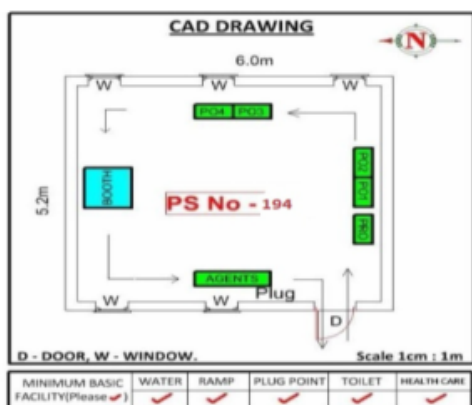 CAD DRAWING
N
6.0m
W W W
PO4 PO3
5.2m
BOOTH
PO2
PO1
PRO
PS No - 194
AGENTS
Plug
W W
D
D - DOOR, W - WINDOW.
Scale 1cm : 1m
MINIMUM BASIC FACILITY(Please ✓)
WATER
RAMP
PLUG POINT
TOILET
HEALTH CARE
✓ ✓ ✓ ✓ ✓